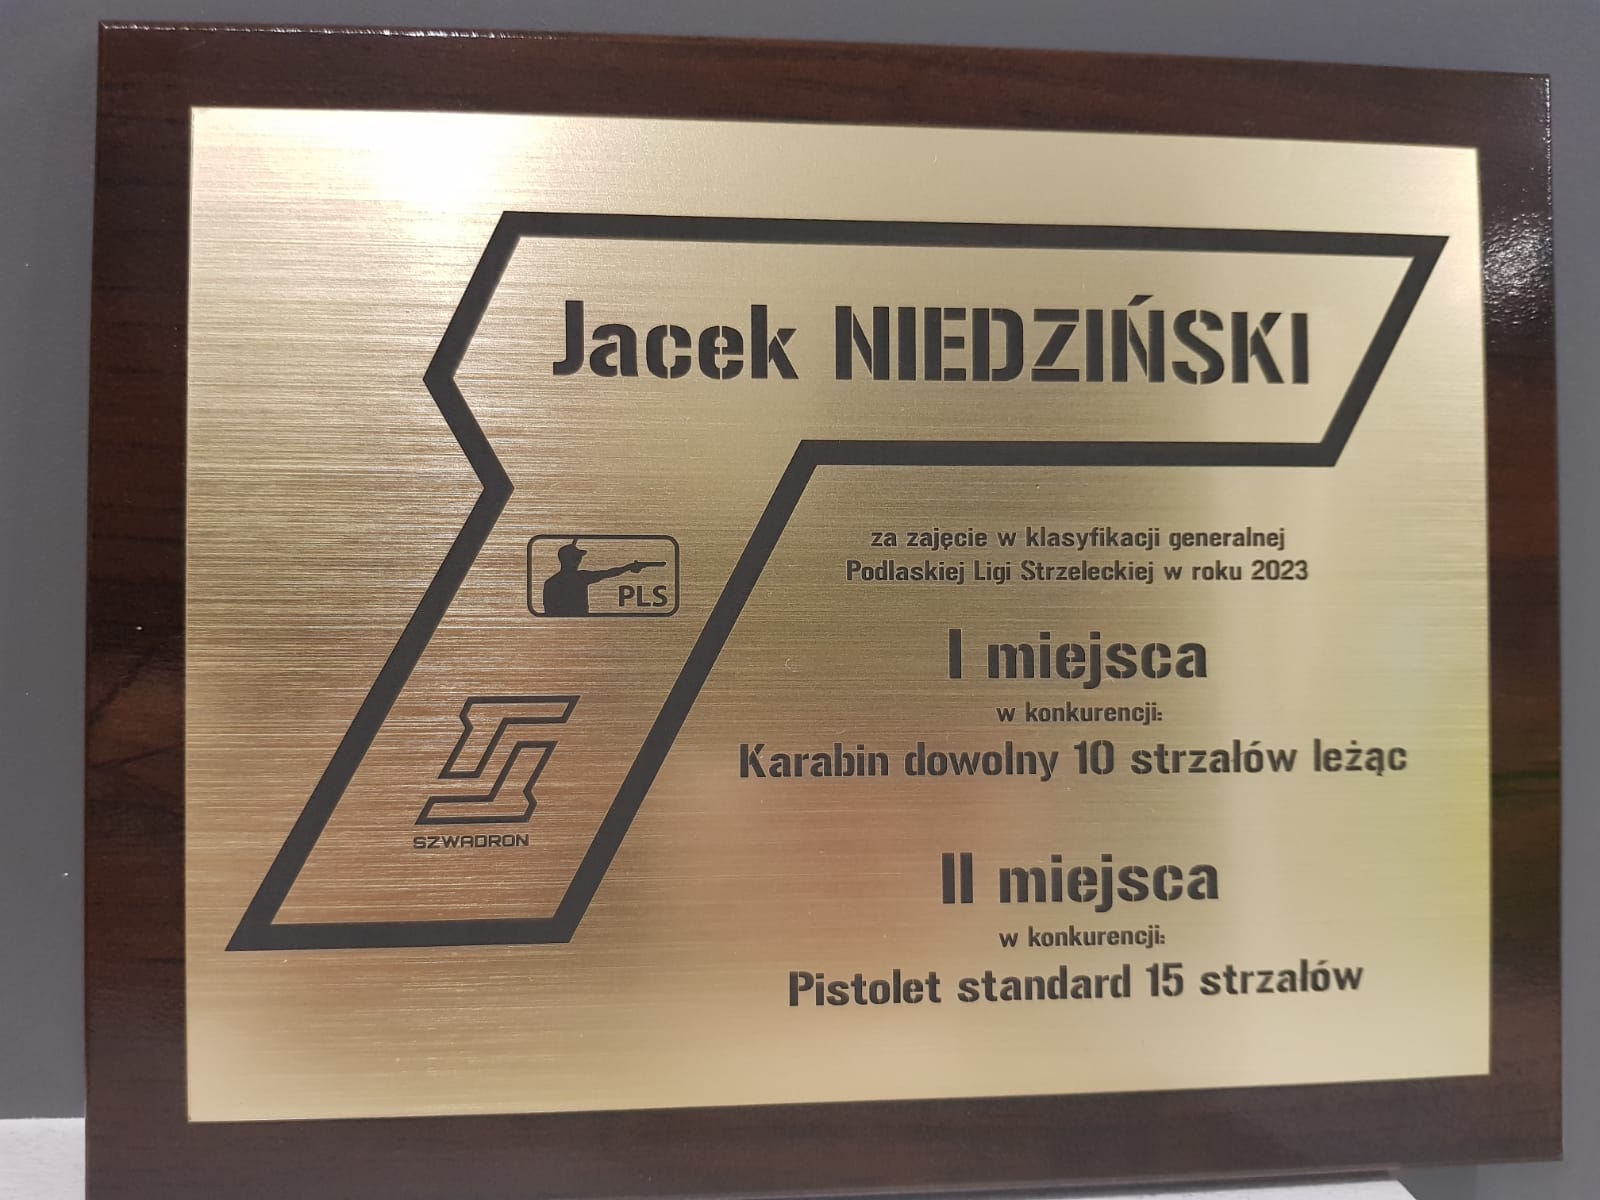 Jacek NIEDZIŃSKI
za zajęcie w klasyfikacji generalnej
Podlaskiej Ligi Strzeleckiej w roku 2023
PLS
I miejsca
w konkurencji:
Karabin dowolny 10 strzałów leżąc
SZWADRON
II miejsca
w konkurencji:
Pistolet standard 15 strzałów